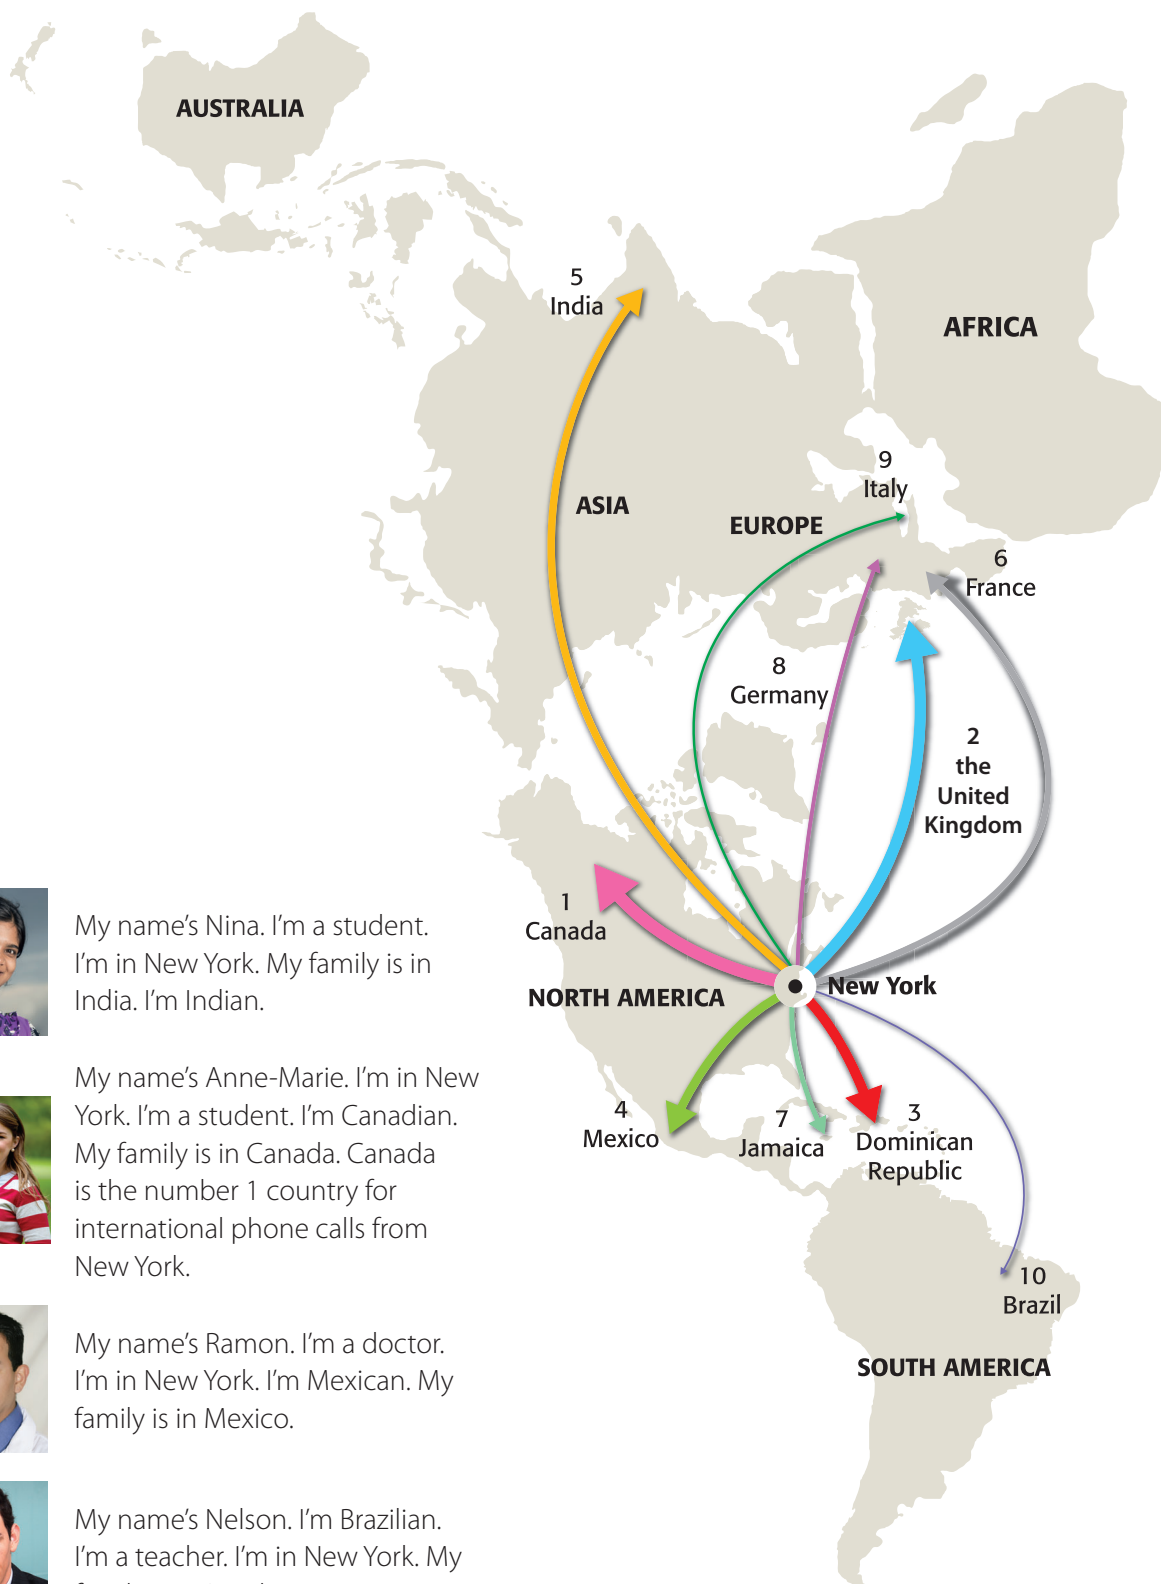 AUSTRALIA
5
India
AFRICA
9
Italy
ASIA
EUROPE
6
France
8
Germany
2
the
United
Kingdom
1
Canada
New York
NORTH AMERICA
4
Mexico
7
Jamaica
3
Dominican
Republic
10
Brazil
SOUTH AMERICA
My name's Nina. I'm a student.
I'm in New York. My family is in
India. I'm Indian.
My name's Anne-Marie. I'm in New
York. I'm a student. I'm Canadian.
My family is in Canada. Canada
is the number 1 country for
international phone calls from
New York.
My name's Ramon. I'm a doctor.
I'm in New York. I'm Mexican. My
family is in Mexico.
My name's Nelson. I'm Brazilian.
I'm a teacher. I'm in New York. My